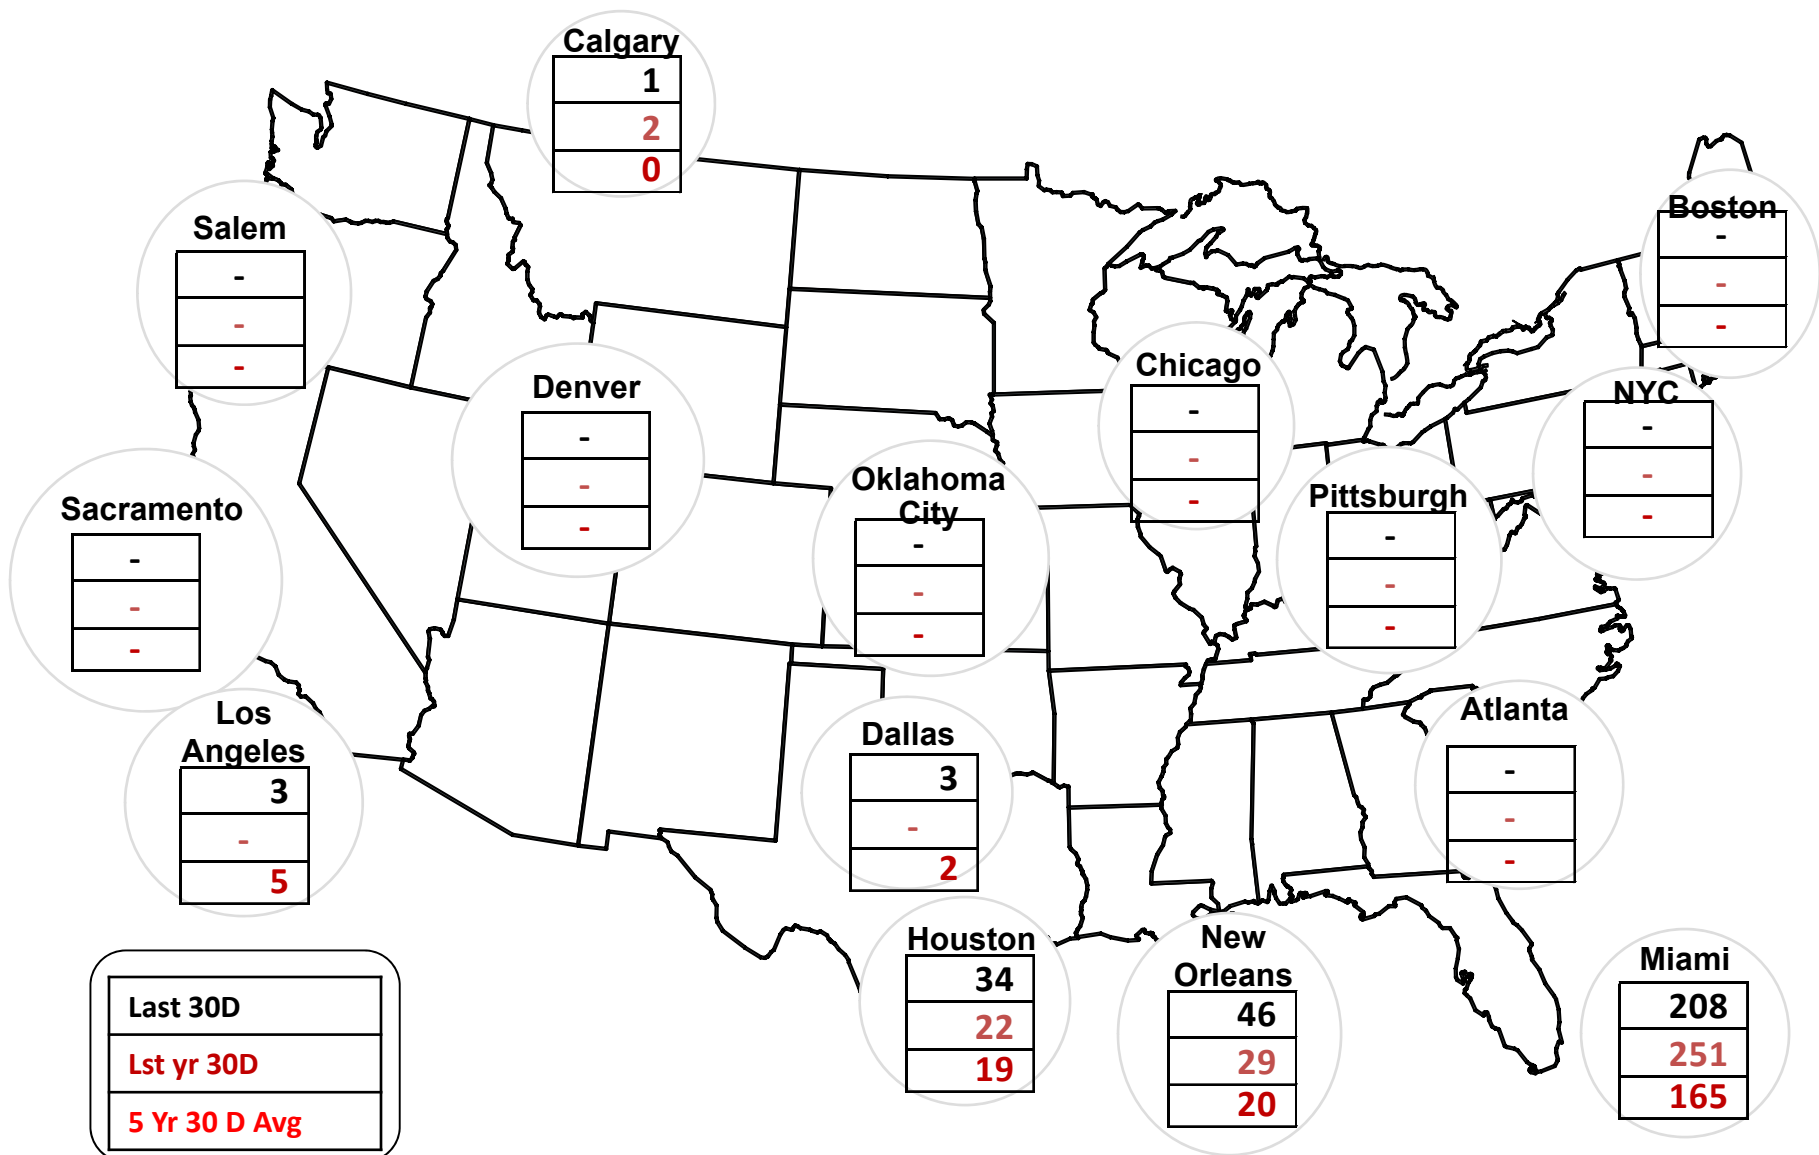 Calgary
1
2
0
Salem
-
-
-
Boston
-
-
-
Denver
-
-
-
Chicago
-
-
-
NYC
-
-
-
Sacramento
-
-
-
Oklahoma
City
-
-
-
Pittsburgh
-
-
-
Los
Angeles
3
-
5
Dallas
3
-
2
Atlanta
-
-
-
Houston
34
22
19
New
Orleans
46
29
20
Miami
208
251
165
Last 30D
Lst yr 30D
5 Yr 30 D Avg